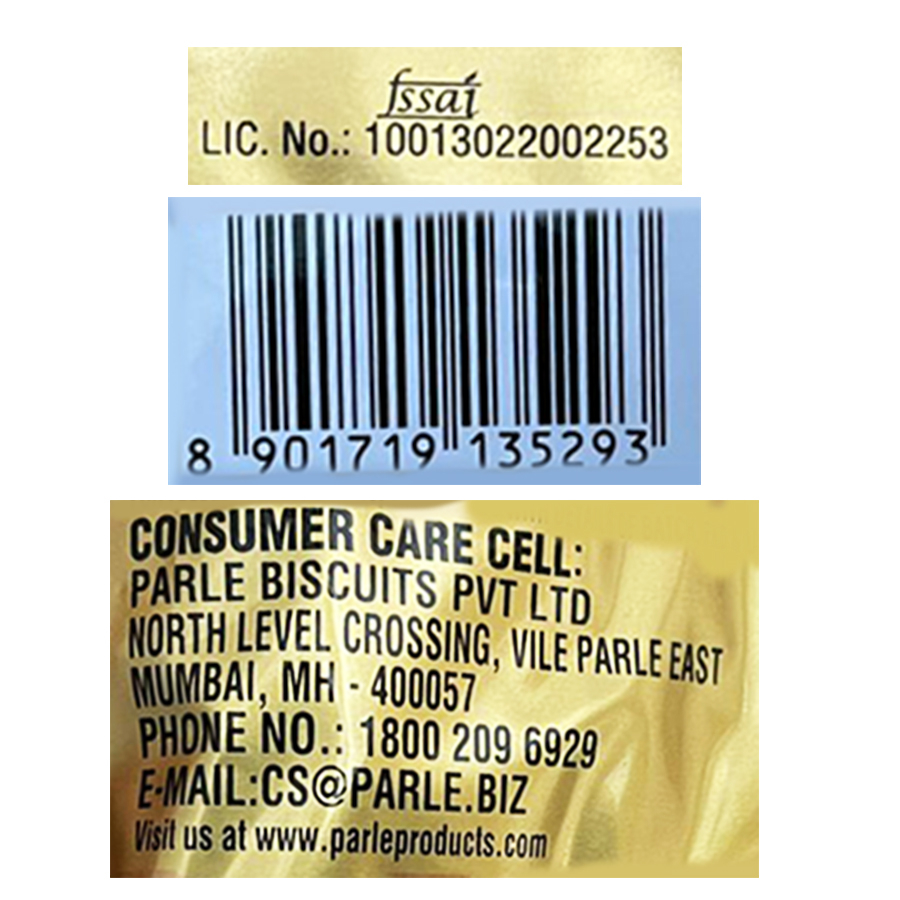 fssai
LIC. No.: 10013022002253
8 901719 135293
CONSUMER CARE CELL:
PARLE BISCUITS PVT LTD
NORTH LEVEL CROSSING, VILE PARLE EAST
MUMBAI, MH - 400057
PHONE NO.: 1800 209 6929
E-MAIL:CS@PARLE.BIZ
Visit us at www.parleproducts.com